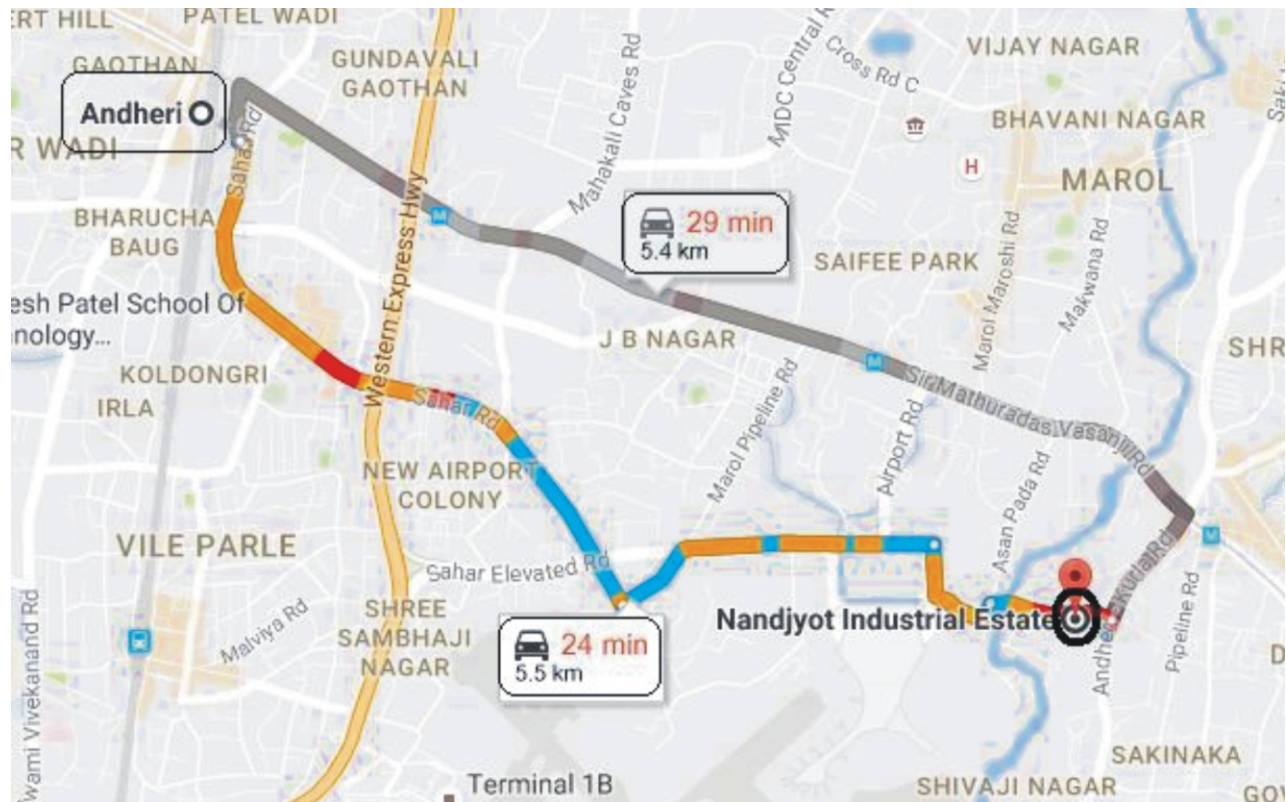 ERT HILL
PATEL WADI
GAOTHAN
GUNDAVALI
GAOTHAN
MIDC Central R
Cross Rd C
VIJAY NAGAR
Andheri
Sahar Rd
Mahakali Caves Rd
BHAVANI NAGAR
H
R WADI
MAROL
M
BHARUCHA
BAUG
29 min
5.4 km
SAIFEE PARK
Marol Maroshi Rd
Makwana Rd
esh Patel School Of
nology...
Western Express Hwy
J B NAGAR
SHR
M
KOLDONGRI
IRLA
Sahar Rd
Sir Mathuradas Vasanji Rd
Marol Pipeline Rd
Airport Rd
NEW AIRPORT
COLONY
Asan Pada Rd
M
VILE PARLE
Sahar Elevated Rd
Malviya Rd
SHREE
SAMBHAJI
NAGAR
24 min
5.5 km
Nandjyot Industrial Estate
Pipeline Rd
wami Vivekanand Rd
Terminal 1B
SAKINAKA
SHIVAJI NAGAR